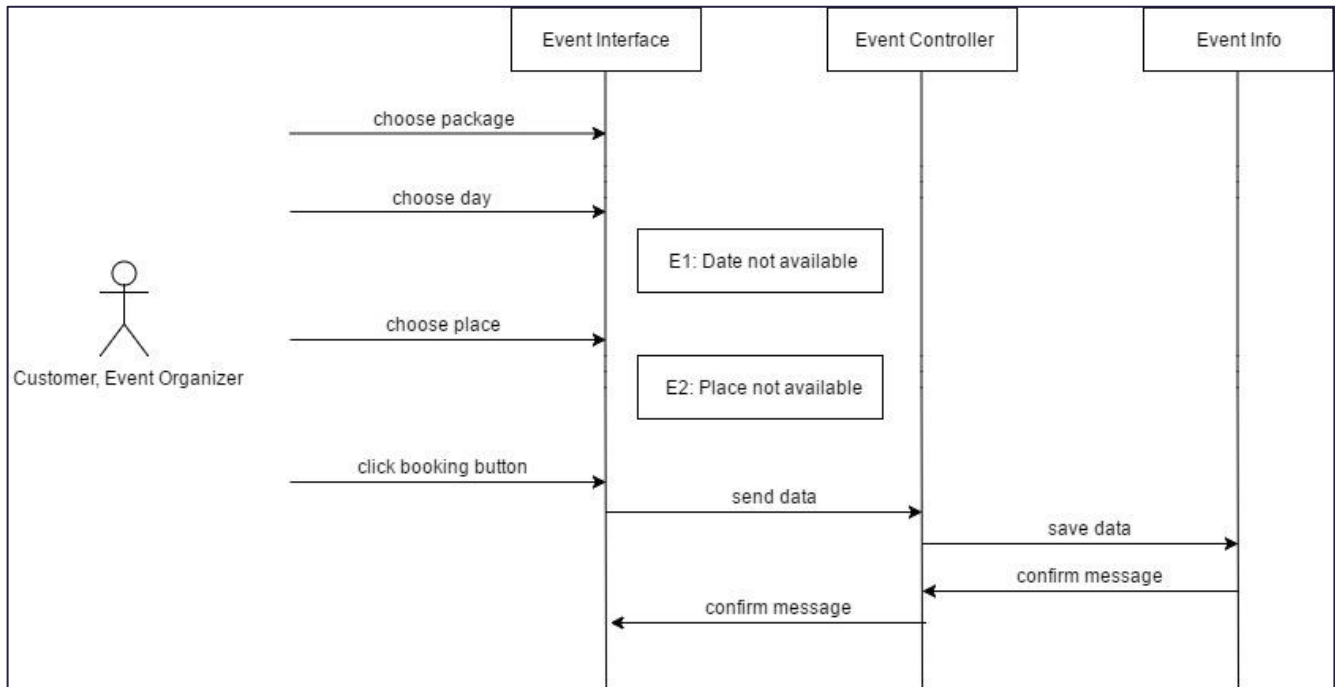 Event Interface
Event Controller
Event Info
choose package
choose day
E1: Date not available
choose place
Customer, Event Organizer
E2: Place not available
click booking button
send data
save data
confirm message
confirm message